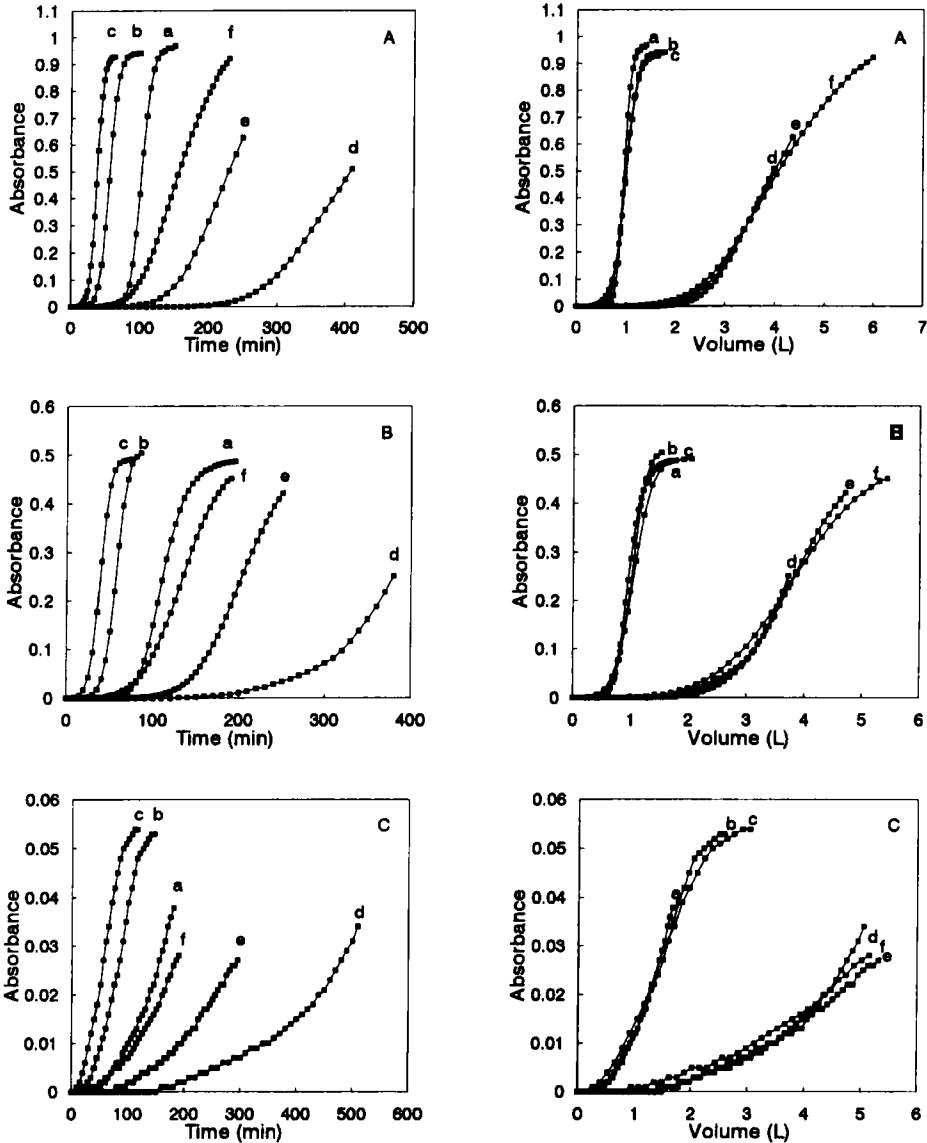 1.1
c b a f A
1
0.9
0.8
0.7
e
0.6
0.5
d
0.4
0.3
0.2
0.1
0
Absorbance
0 100 200 300 400 500
Time (min)
1.1
a A
1
b
c
0.9
0.8
f
0.7
e
0.6
d
0.5
0.4
0.3
0.2
0.1
0
Absorbance
0 1 2 3 4 5 6 7
Volume (L)
0.6
B
c b a
0.5
f e
0.4
0.3
d
0.2
0.1
0
Absorbance
0 100 200 300 400
Time (min)
0.6
B
b c
0.5
a f
e
0.4
0.3
d
0.2
0.1
0
Absorbance
0 1 2 3 4 5 6
Volume (L)
0.06
c b C
0.05
0.04
a
d
0.03
f e
0.02
0.01
0
Absorbance
0 100 200 300 400 500 600
Time (min)
0.06
b c C
0.05
0.04
e
0.03
d f
e
0.02
0.01
0
Absorbance
0 1 2 3 4 5 6
Volume (L)